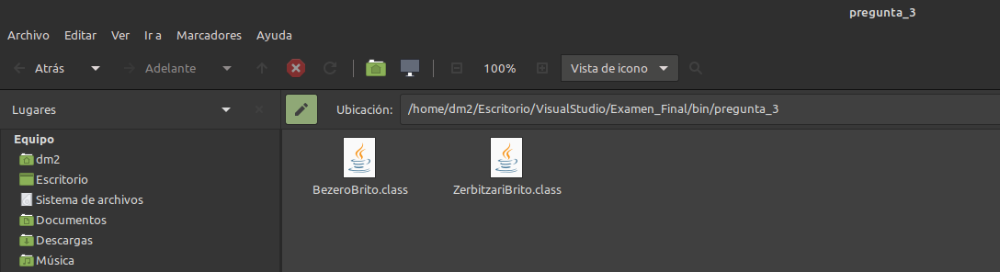 pregunta_3
Archivo Editar Ver Ir a Marcadores Ayuda
Atrás Adelante 100% Vista de icono
Lugares Ubicación: /home/dm2/Escritorio/VisualStudio/Examen_Final/bin/pregunta_3
Equipo
dm2
Escritorio
Sistema de archivos
Documentos
Descargas
Música
BezeroBrito.class ZerbitzariBrito.class